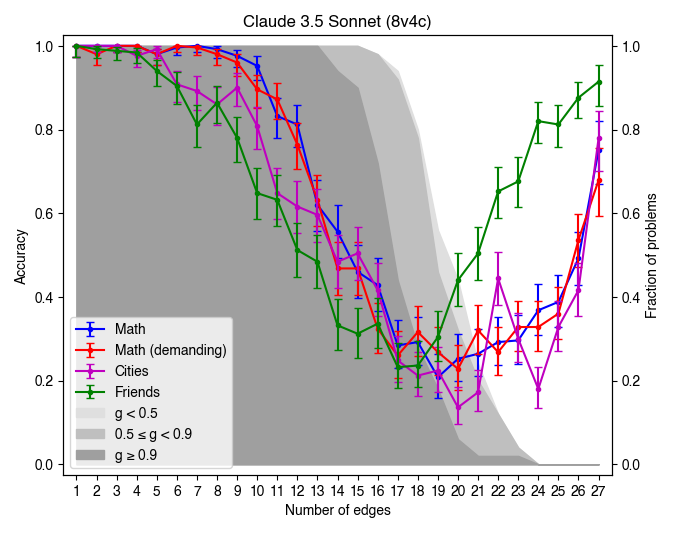 Claude 3.5 Sonnet (8v4c)
1.0
0.8
0.6
0.4
0.2
0.0
Accuracy
1.0
0.8
0.6
0.4
0.2
0.0
Fraction of problems
Math
Math (demanding)
Cities
Friends
g < 0.5
0.5 ≤ g < 0.9
g ≥ 0.9
1 2 3 4 5 6 7 8 9 10 11 12 13 14 15 16 17 18 19 20 21 22 23 24 25 26 27
Number of edges